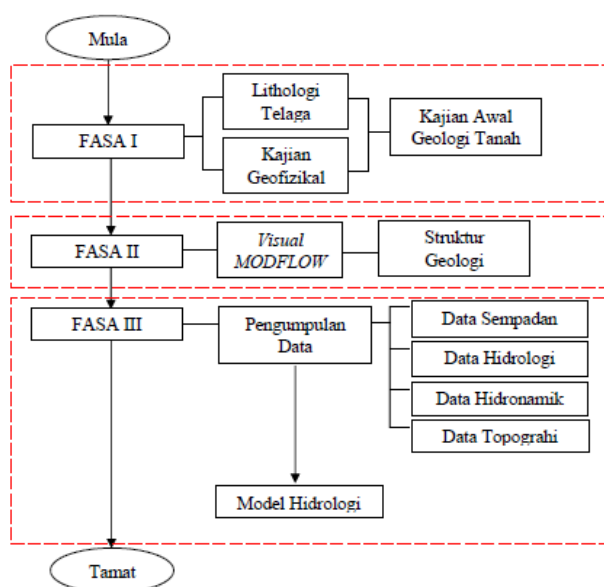 Mula
FASA I
Lithologi
Telaga
Kajian
Geofizikal
Kajian Awal
Geologi Tanah
FASA II
Visual
MODFLOW
Struktur
Geologi
FASA III
Pengumpulan
Data
Data Sempadan
Data Hidrologi
Data Hidronamik
Data Topograhi
Model Hidrologi
Tamat